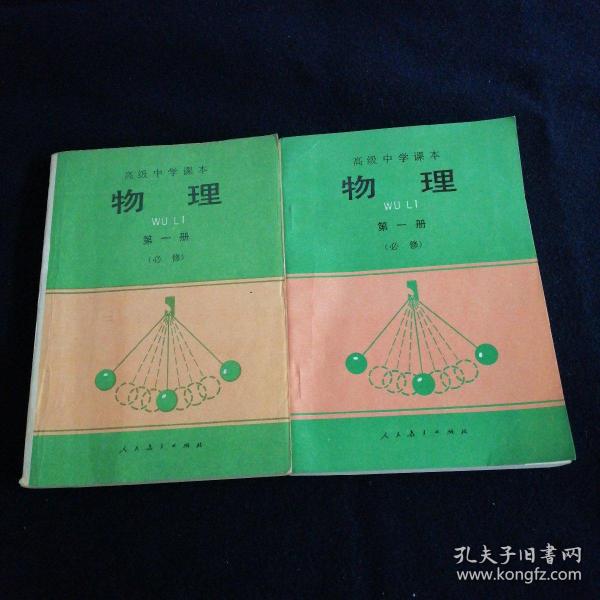 高级中学课本
物理
WU LI
第一册
(必修)
人民教育出版社
高级中学课本
物理
WU LI
第一册
(必修)
人民教育出版社
孔夫子旧书网
www.kongfz.com